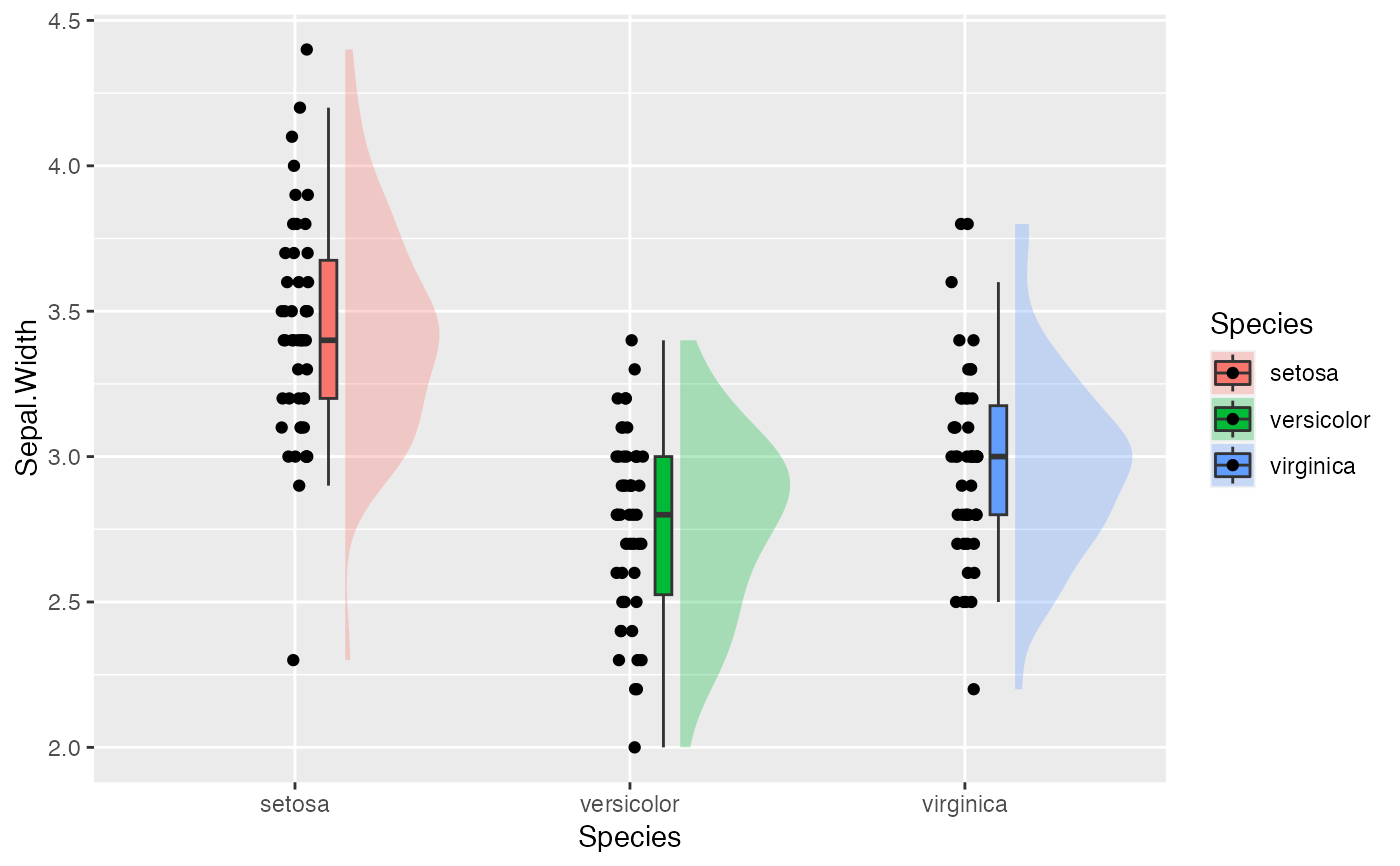 4.5
4.0
3.5
3.0
2.5
2.0
Sepal.Width
setosa
versicolor
virginica
Species
Species
setosa
versicolor
virginica